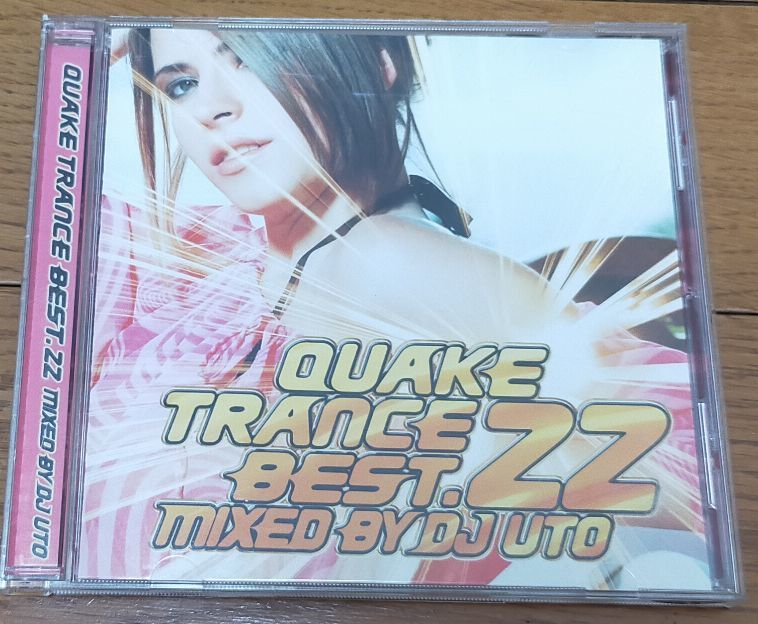 QUAKE TRANCE BEST.22 MIXED BY DJ UTO
QUAKE
TRANCE
BEST.22
MIXED BY DJ UTO